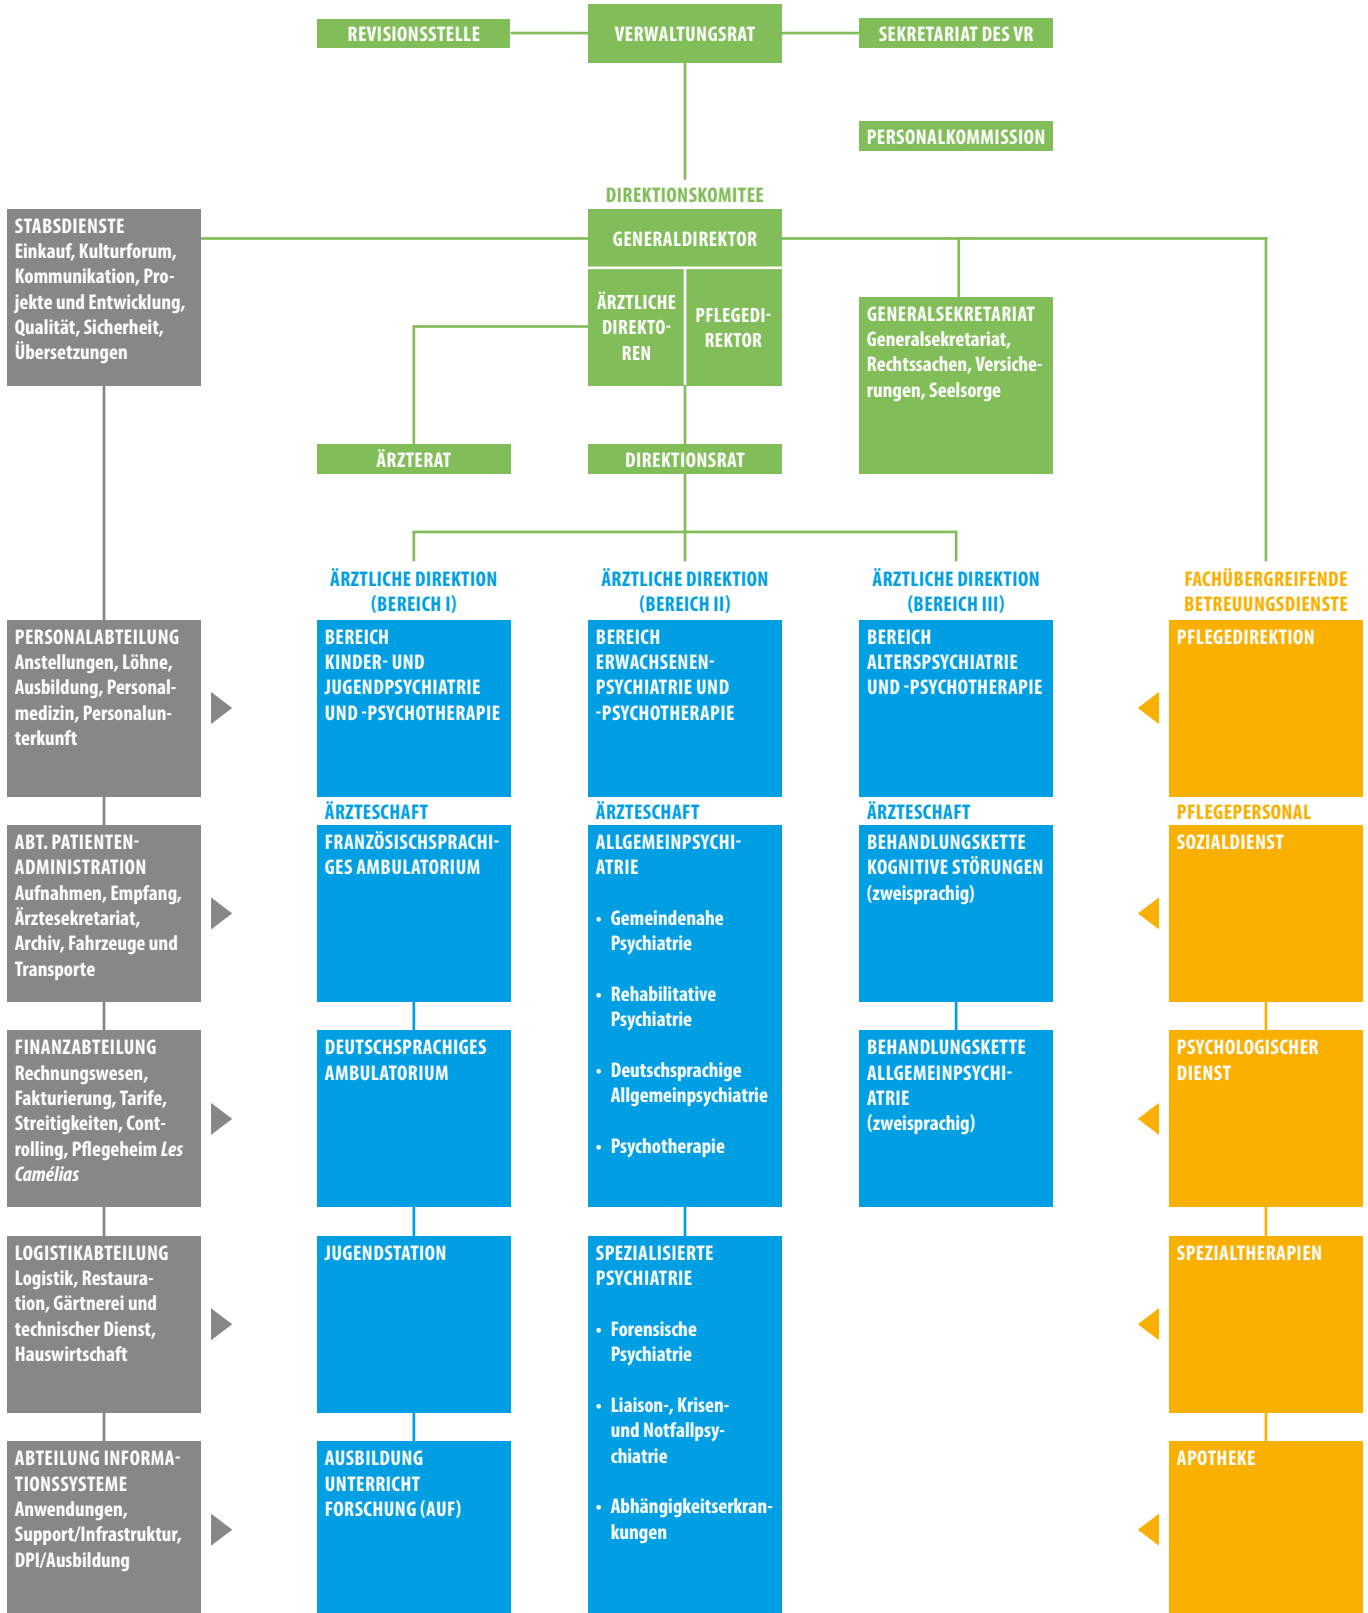 REVISIONSSTELLE
VERWALTUNGSRAT
SEKRETARIAT DES VR
PERSONALKOMMISSION
DIREKTIONSKOMITEE
GENERALDIREKTOR
ÄRZTLICHE
DIREKTO-
REN
PFLEGEDI-
REKTOR
STABSDIENSTE
Einkauf, Kulturforum,
Kommunikation, Pro-
jekte und Entwicklung,
Qualität, Sicherheit,
Übersetzungen
GENERALSEKRETARIAT
Generalsekretariat,
Rechtssachen, Versiche-
rungen, Seelsorge
ÄRZTERAT
DIREKTIONSRAT
PERSONALABTEILUNG
Anstellungen, Löhne,
Ausbildung, Personal-
medizin, Personalun-
terkunft
ABT. PATIENTEN-
ADMINISTRATION
Aufnahmen, Empfang,
Ärztesekretariat,
Archiv, Fahrzeuge und
Transporte
FINANZABTEILUNG
Rechnungswesen,
Fakturierung, Tarife,
Streitigkeiten, Cont-
rolling, Pflegeheim Les
Camélias
LOGISTIKABTEILUNG
Logistik, Restaura-
tion, Gärtnerei und
technischer Dienst,
Hauswirtschaft
ABTEILUNG INFORMA-
TIONSSYSTEME
Anwendungen,
Support/Infrastruktur,
DPI/Ausbildung
ÄRZTLICHE DIREKTION
(BEREICH I)
BEREICH
KINDER- UND
JUGENDPSYCHIATRIE
UND -PSYCHOTHERAPIE
ÄRZTESCHAFT
FRANZÖSISCHSPRACHI-
GES AMBULATORIUM
DEUTSCHSPRACHIGES
AMBULATORIUM
JUGENDSTATION
AUSBILDUNG
UNTERRICHT
FORSCHUNG (AUF)
ÄRZTLICHE DIREKTION
(BEREICH II)
BEREICH
ERWACHSENEN-
PSYCHIATRIE UND
-PSYCHOTHERAPIE
ÄRZTESCHAFT
ALLGEMEINPSYCHI-
ATRIE
• Gemeindenahe
Psychiatrie
• Rehabilitative
Psychiatrie
• Deutschsprachige
Allgemeinpsychiatrie
• Psychotherapie
SPEZIALISIERTE
PSYCHIATRIE
• Forensische
Psychiatrie
• Liaison-, Krisen-
und Notfallpsy-
chiatrie
• Abhängigkeitserkran-
kungen
ÄRZTLICHE DIREKTION
(BEREICH III)
BEREICH
ALTERSPSYCHIATRIE
UND -PSYCHOTHERAPIE
ÄRZTESCHAFT
BEHANDLUNGSKETTE
KOGNITIVE STÖRUNGEN
(zweisprachig)
BEHANDLUNGSKETTE
ALLGEMEINPSYCHI-
ATRIE
(zweisprachig)
FACHÜBERGREIFENDE
BETREUUNGSDIENSTE
PFLEGEDIREKTION
PFLEGEPERSONAL
SOZIALDIENST
PSYCHOLOGISCHER
DIENST
SPEZIALTHERAPIEN
APOTHEKE